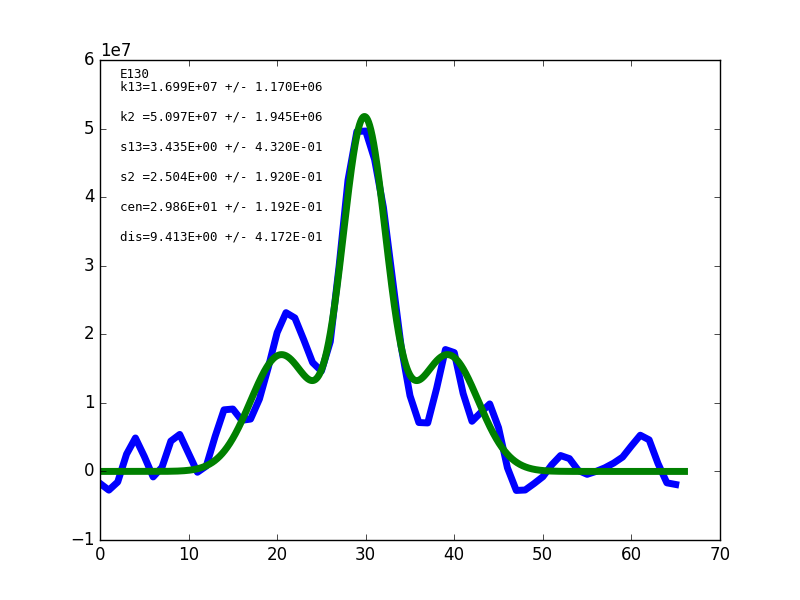 1e7
E130
k13=1.699E+07 +/- 1.170E+06
k2 =5.097E+07 +/- 1.945E+06
s13=3.435E+00 +/- 4.320E-01
s2 =2.504E+00 +/- 1.920E-01
cen=2.986E+01 +/- 1.192E-01
dis=9.413E+00 +/- 4.172E-01
6
5
4
3
2
1
0
−1
0 10 20 30 40 50 60 70